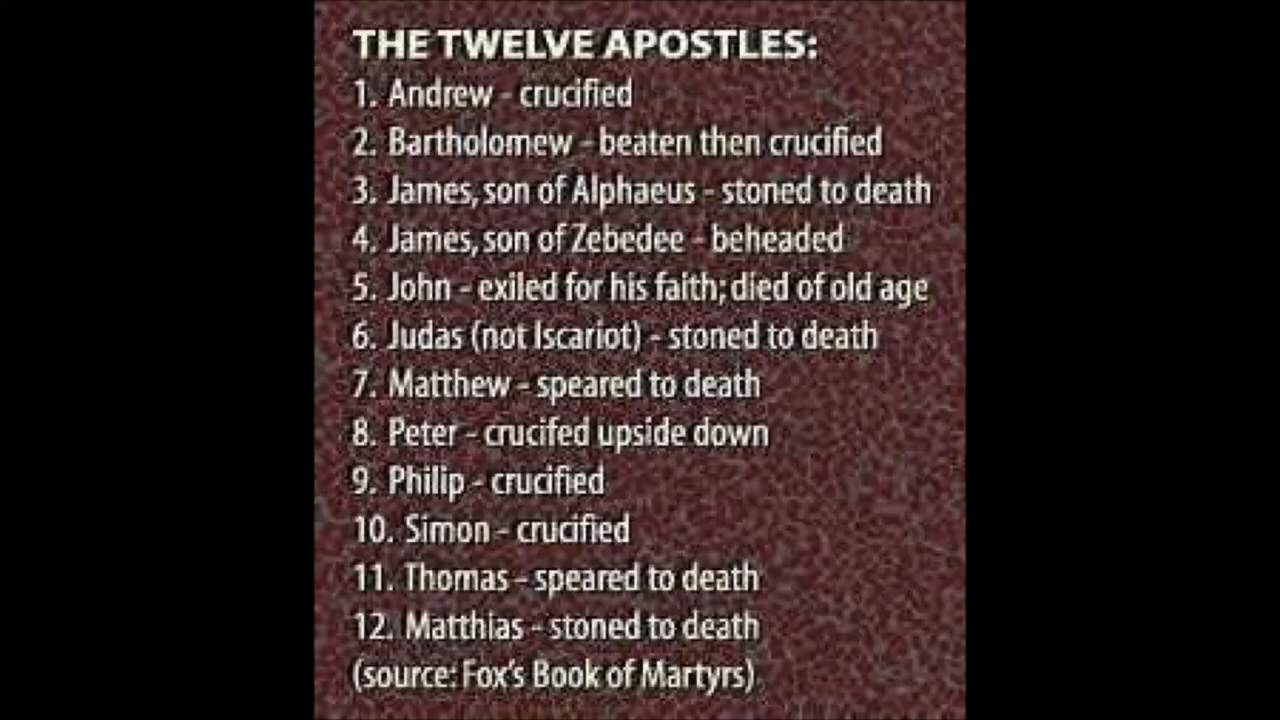 THE TWELVE APOSTLES:
1. Andrew - crucified
2. Bartholomew - beaten then crucified
3. James, son of Alphaeus - stoned to death
4. James, son of Zebedee - beheaded
5. John - exiled for his faith; died of old age
6. Judas (not Iscariot) - stoned to death
7. Matthew - speared to death
8. Peter - crucifed upside down
9. Philip - crucified
10. Simon - crucified
11. Thomas - speared to death
12. Matthias - stoned to death
(source: Fox's Book of Martyrs)